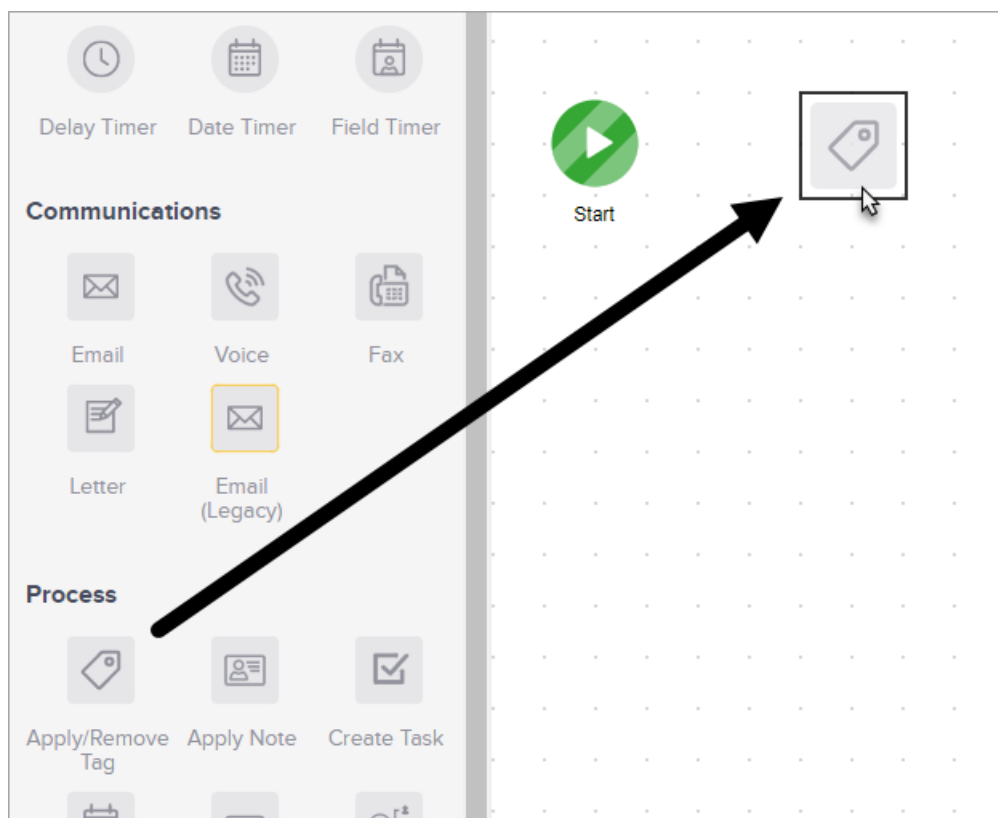 Delay Timer Date Timer Field Timer
Start
Communications
Email Voice Fax
Letter Email
(Legacy)
Process
Apply/Remove Apply Note Create Task
Tag